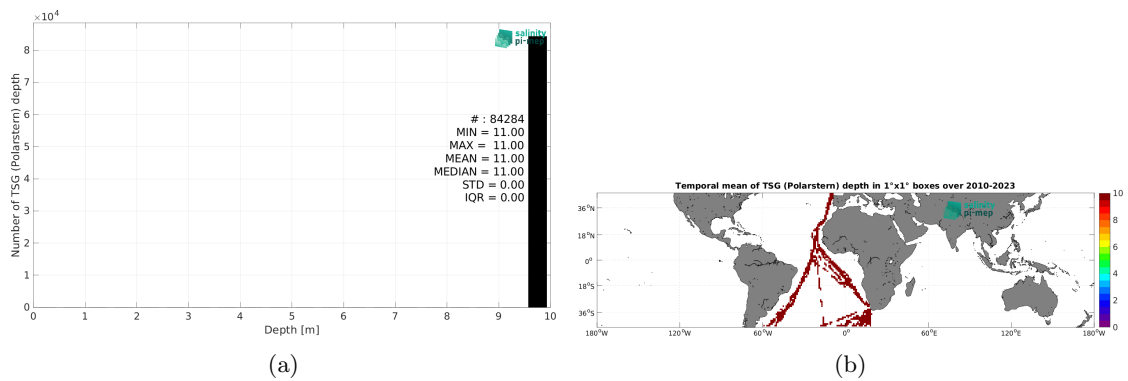 ×10⁴
8
7
6
5
4
3
2
1
0
Number of TSG (Polarstern) depth
salinity
pi-mep
# : 84284
MIN = 11.00
MAX = 11.00
MEAN = 11.00
MEDIAN = 11.00
STD = 0.00
IQR = 0.00
0 1 2 3 4 5 6 7 8 9 10
Depth [m]
(a)
Temporal mean of TSG (Polarstern) depth in 1°x1° boxes over 2010-2023
salinity
pi-mep
36°N
18°N
0°
18°S
36°S
180°W 120°W 60°W 0° 60°E 120°E 180°W
10
8
6
4
2
0
(b)